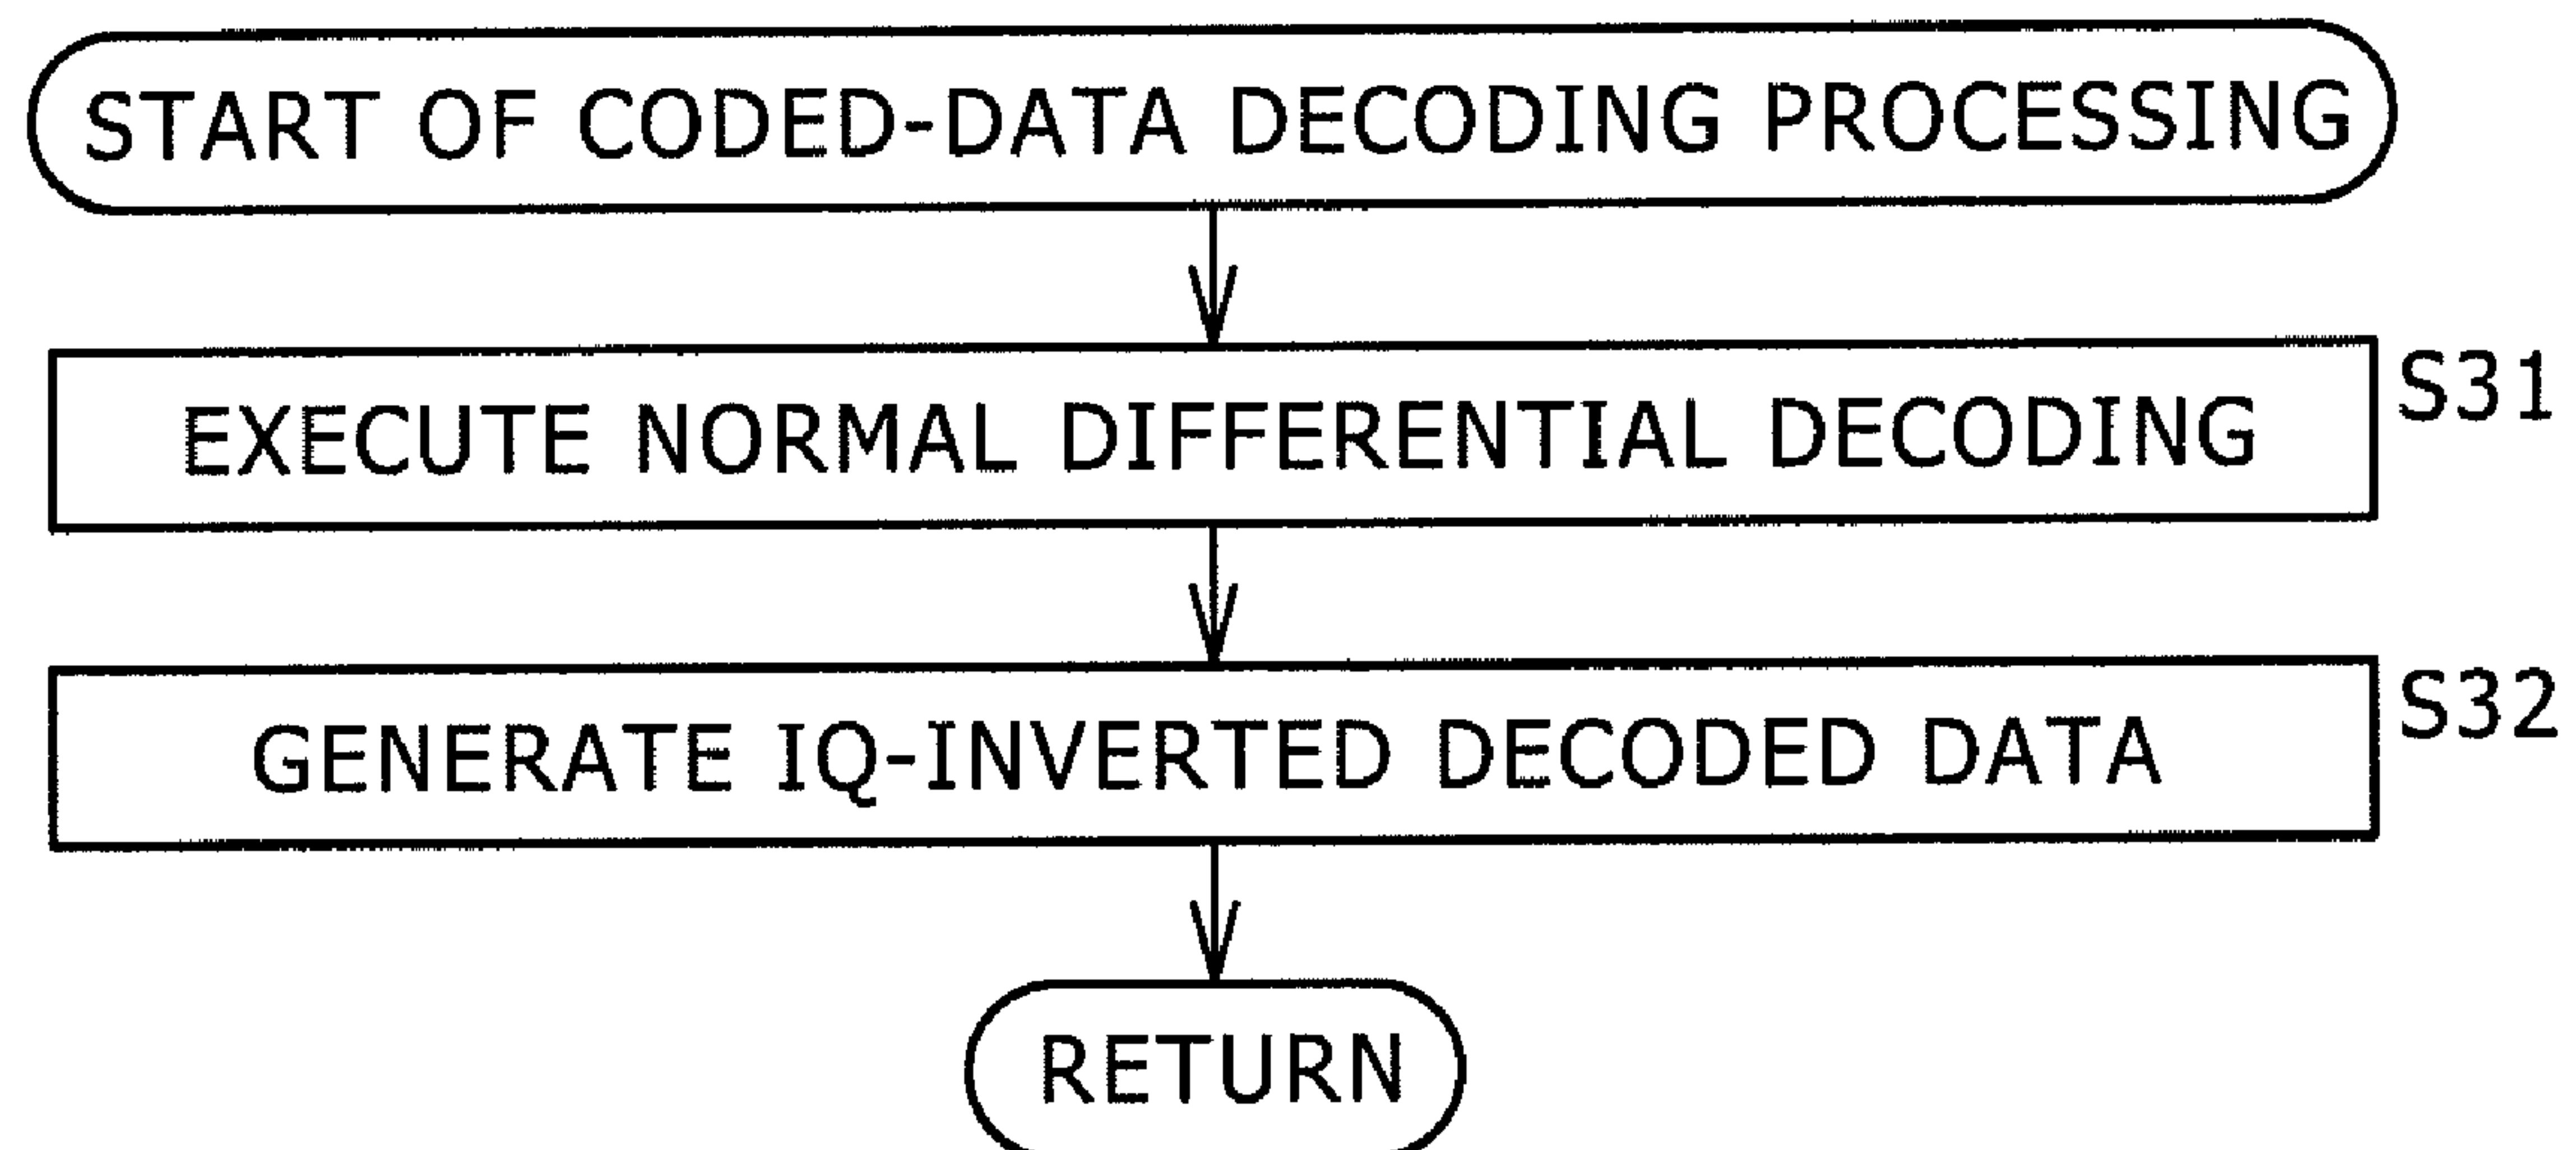 START OF CODED-DATA DECODING PROCESSING
EXECUTE NORMAL DIFFERENTIAL DECODING
S31
GENERATE IQ-INVERTED DECODED DATA
S32
RETURN